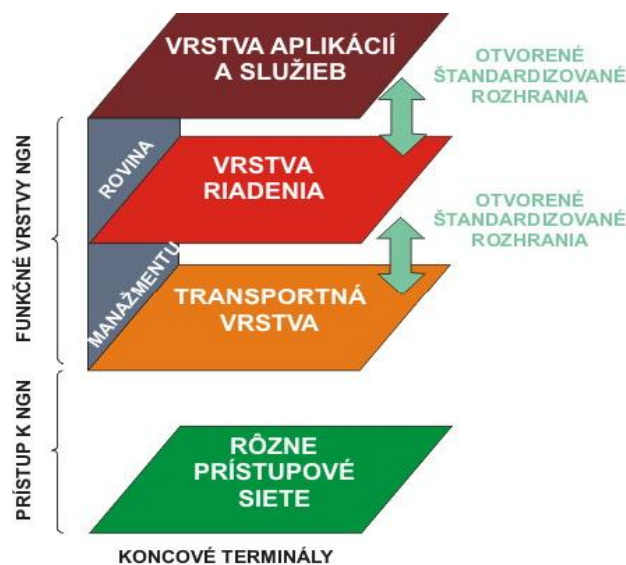 VRSTVA APLIKÁCIÍ
A SLUŽIEB
OTVORENÉ
ŠTANDARDIZOVANÉ
ROZHRANIA
FUNKČNÉ VRSTVY NGN
ROVINA
VRSTVA
RIADENIA
OTVORENÉ
ŠTANDARDIZOVANÉ
ROZHRANIA
MANAŽMENTU
TRANSPORTNÁ
VRSTVA
PRÍSTUP K NGN
RÔZNE
PRÍSTUPOVÉ
SIETE
KONCOVÉ TERMINÁLY